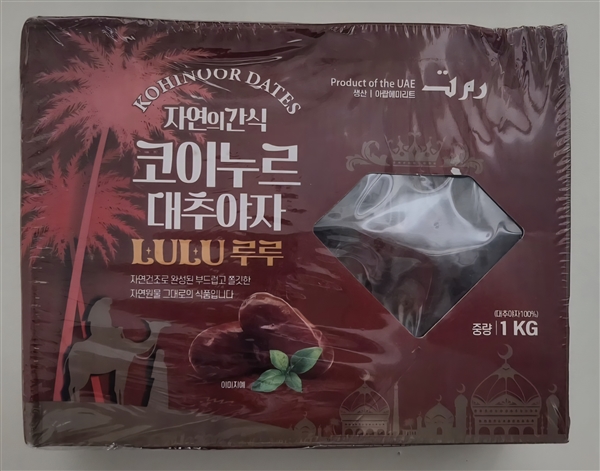 KOHINOOR DATES
자연의간식
코이누르
대추야자
LULU 루루
자연건조로 완성된 부드럽고 쫄깃한
자연원물 그대로의 식품입니다
이미지예
Product of the UAE
생산 | 아랍에미리트
(대추야자100%)
중량 | 1 KG